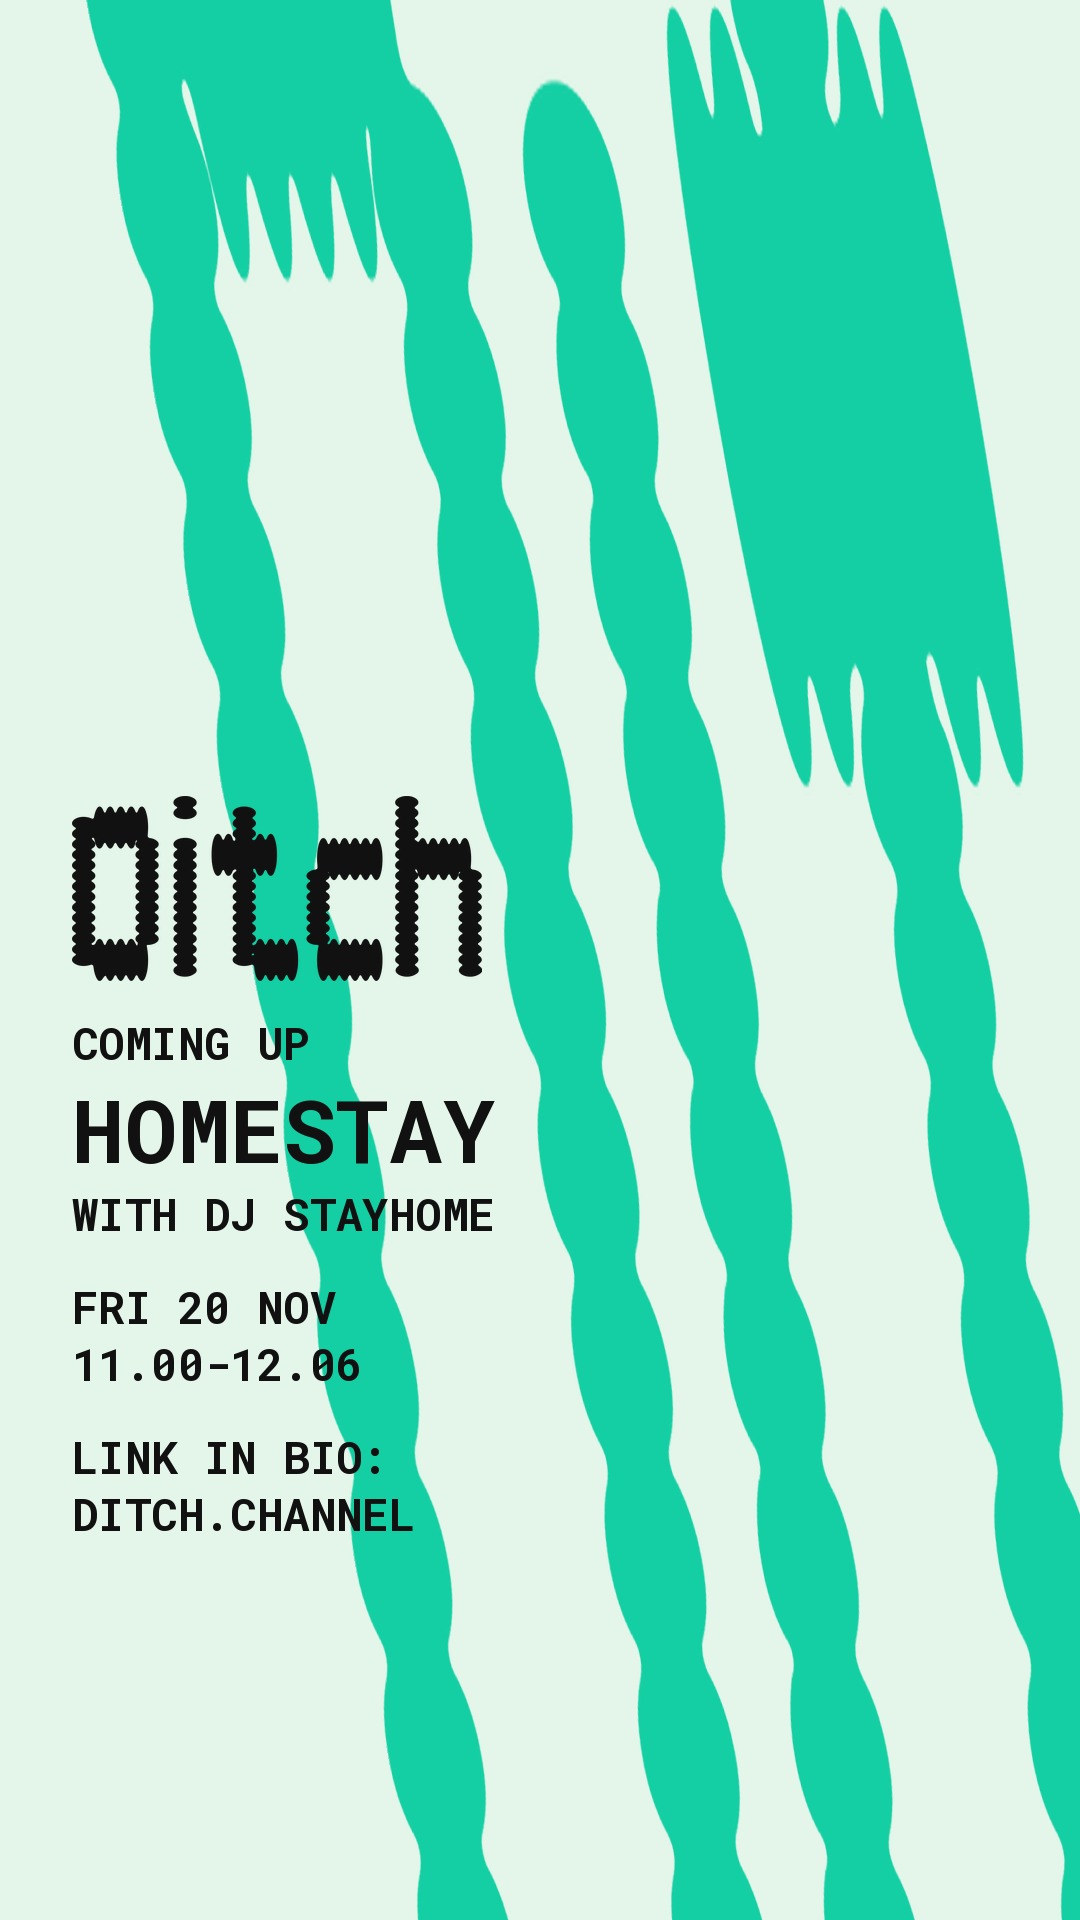 Ditch
COMING UP
HOMESTAY
WITH DJ STAYHOME
FRI 20 NOV
11.00–12.06
LINK IN BIO:
DITCH.CHANNEL